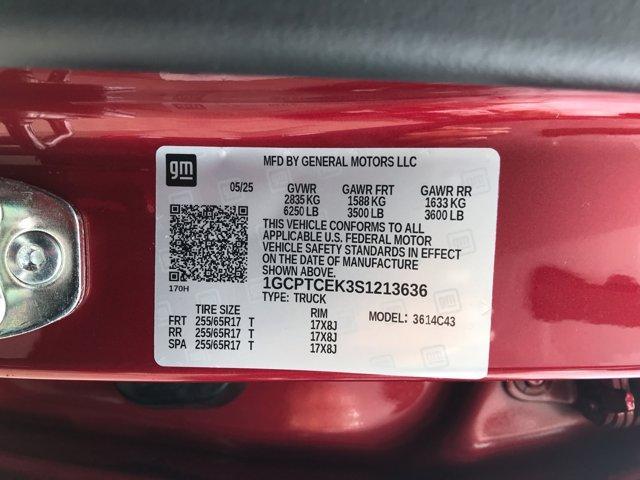 gm
MFD BY GENERAL MOTORS LLC
05/25 GVWR GAWR FRT GAWR RR
2835 KG 1588 KG 1633 KG
6250 LB 3500 LB 3600 LB
THIS VEHICLE CONFORMS TO ALL
APPLICABLE U.S. FEDERAL MOTOR
VEHICLE SAFETY STANDARDS IN EFFECT
ON THE DATE OF MANUFACTURE
SHOWN ABOVE.
170H
1GCPTCEK3S1213636
TYPE: TRUCK
TIRE SIZE RIM MODEL: 3614C43
FRT 255/65R17 T 17X8J
RR 255/65R17 T 17X8J
SPA 255/65R17 T 17X8J